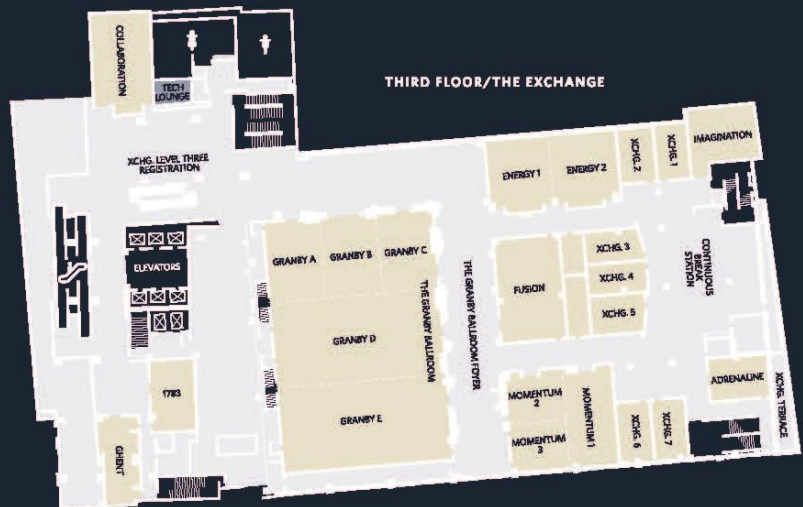 COLLABORATION
TECH
LOUNGE
THIRD FLOOR/THE EXCHANGE
XCHG. LEVEL THREE
REGISTRATION
ENERGY 1
ENERGY 2
XCHG. 2
XCHG. 1
IMAGINATION
ELEVATORS
GRANBY A
GRANBY B
GRANBY C
THE GRANBY BALLROOM
THE GRANBY BALLROOM FOYER
FUSION
XCHG. 3
XCHG. 4
XCHG. 5
CONTINUOUS
BREAK
STATION
GRANBY D
1783
GRANBY E
MOMENTUM
2
MOMENTUM
3
MOMENTUM 1
XCHG. 6
XCHG. 7
ADRENALINE
XCHG. TERRACE
GHENT